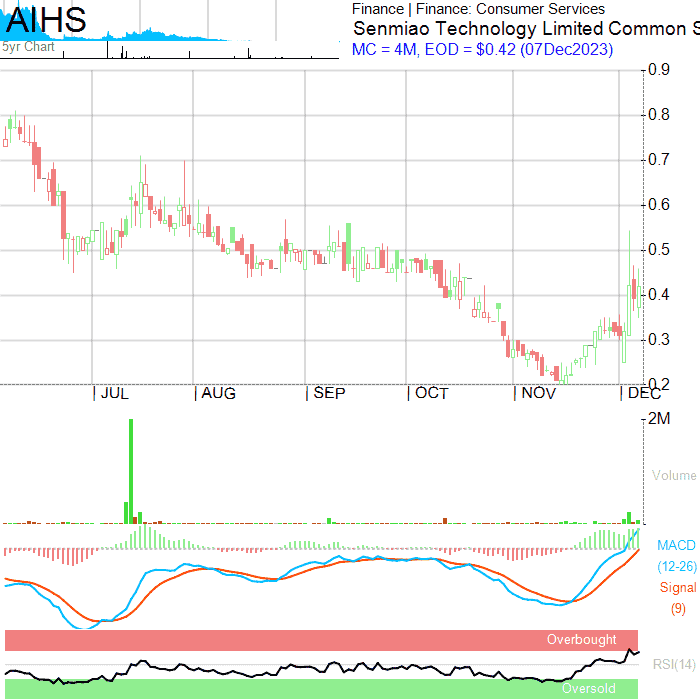 AIHS
5yr Chart
Finance | Finance: Consumer Services
Senmiao Technology Limited Common S
MC = 4M, EOD = $0.42 (07Dec2023)
0.9
0.8
0.7
0.6
0.5
0.4
0.3
0.2
JUL
AUG
SEP
OCT
NOV
DEC
2M
Volume
MACD
(12-26)
Signal
(9)
Overbought
RSI(14)
Oversold